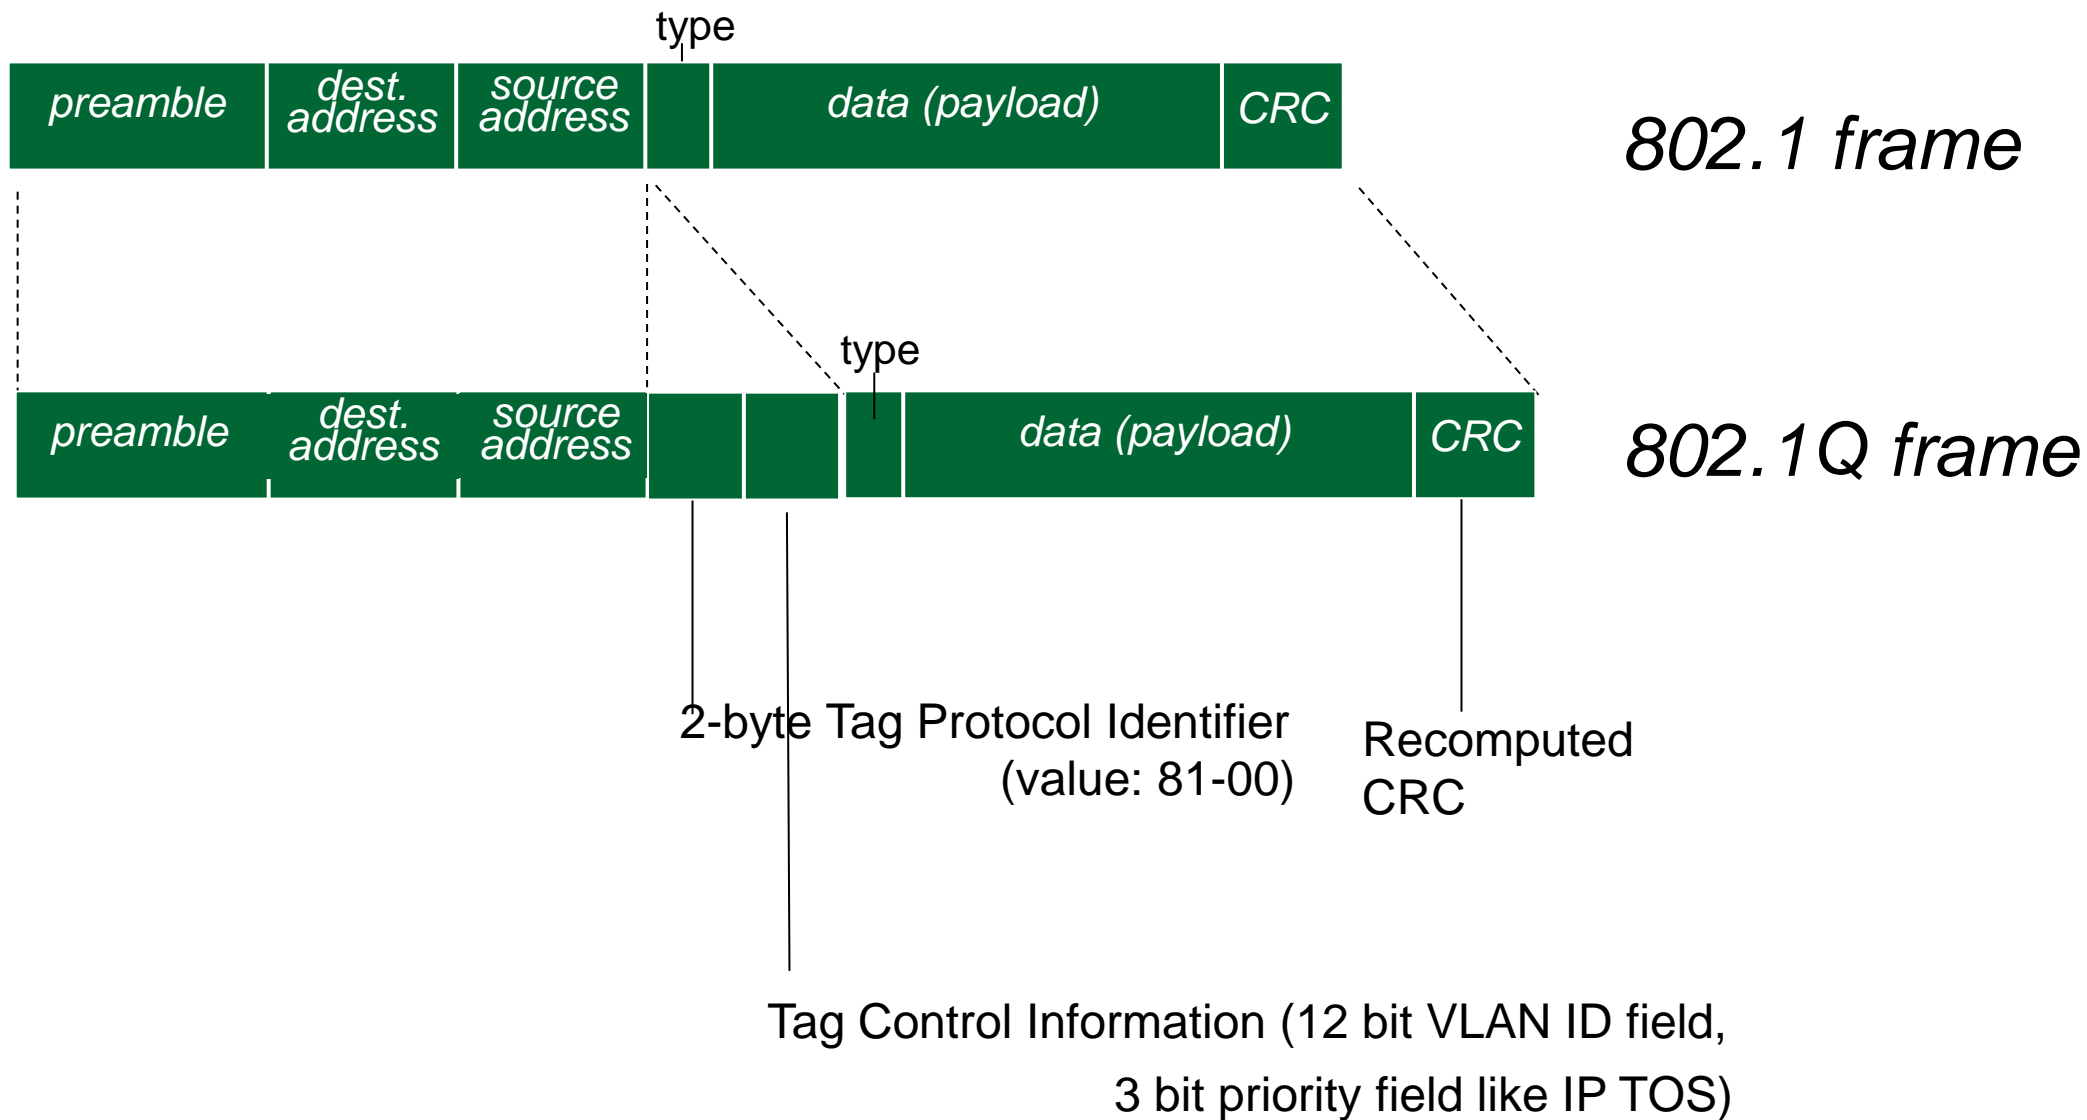 type
preamble
dest.
address
source
address
data (payload)
CRC
802.1 frame
type
preamble
dest.
address
source
address
data (payload)
CRC
802.1Q frame
2-byte Tag Protocol Identifier
(value: 81-00)
Recomputed
CRC
Tag Control Information (12 bit VLAN ID field,
3 bit priority field like IP TOS)